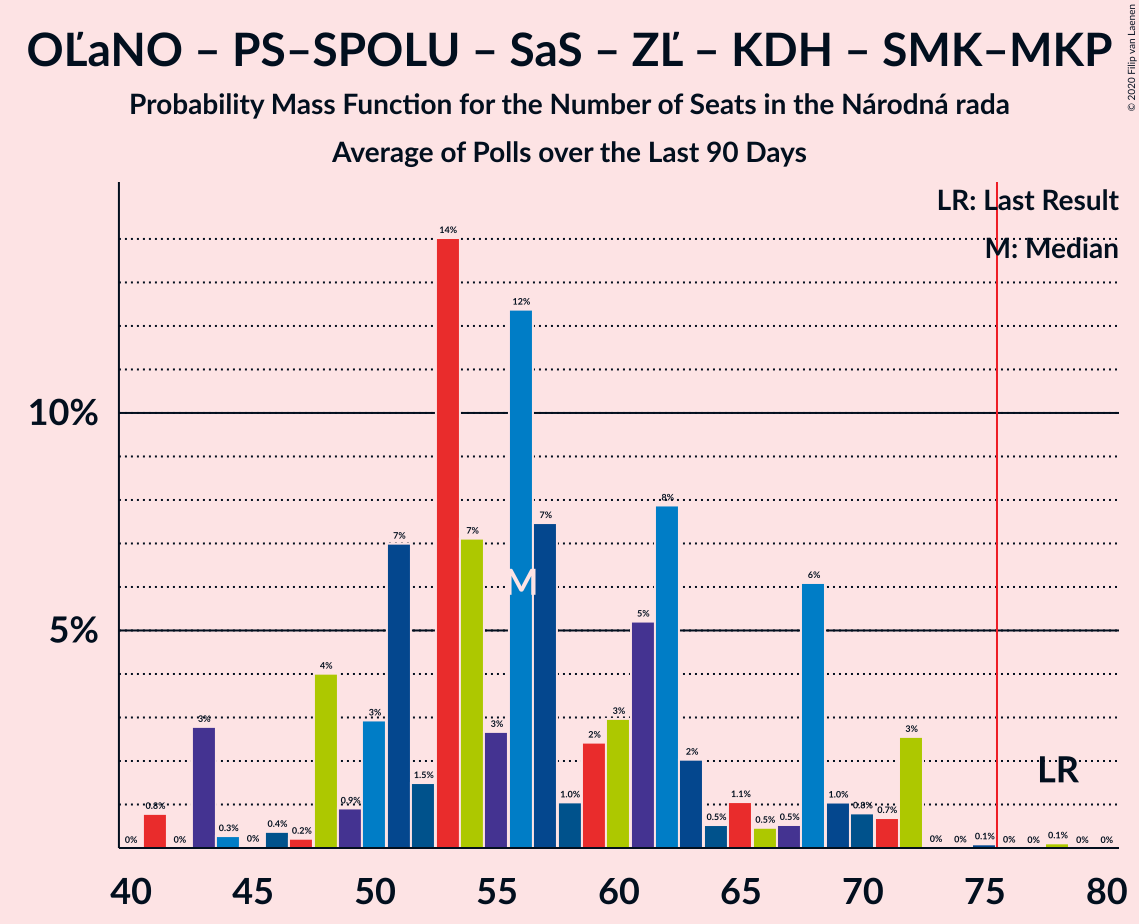 OĽaNO – PS–SPOLU – SaS – ZĽ – KDH – SMK–MKP
Probability Mass Function for the Number of Seats in the Národná rada
Average of Polls over the Last 90 Days
© 2020 Filip van Laenen
LR: Last Result
M: Median
10%
5%
0% 0.8% 0% 3% 0.3% 0% 0.4% 0.2% 4% 0.9% 3% 7% 1.5% 14% 7% 3% 12% 7% 1.0% 2% 3% 5% 8% 2% 0.5% 1.1% 0.5% 0.5% 6% 1.0% 0.8% 0.7% 3% 0% 0% 0.1% 0% 0% 0.1% 0% 0%
M
LR
40 45 50 55 60 65 70 75 80